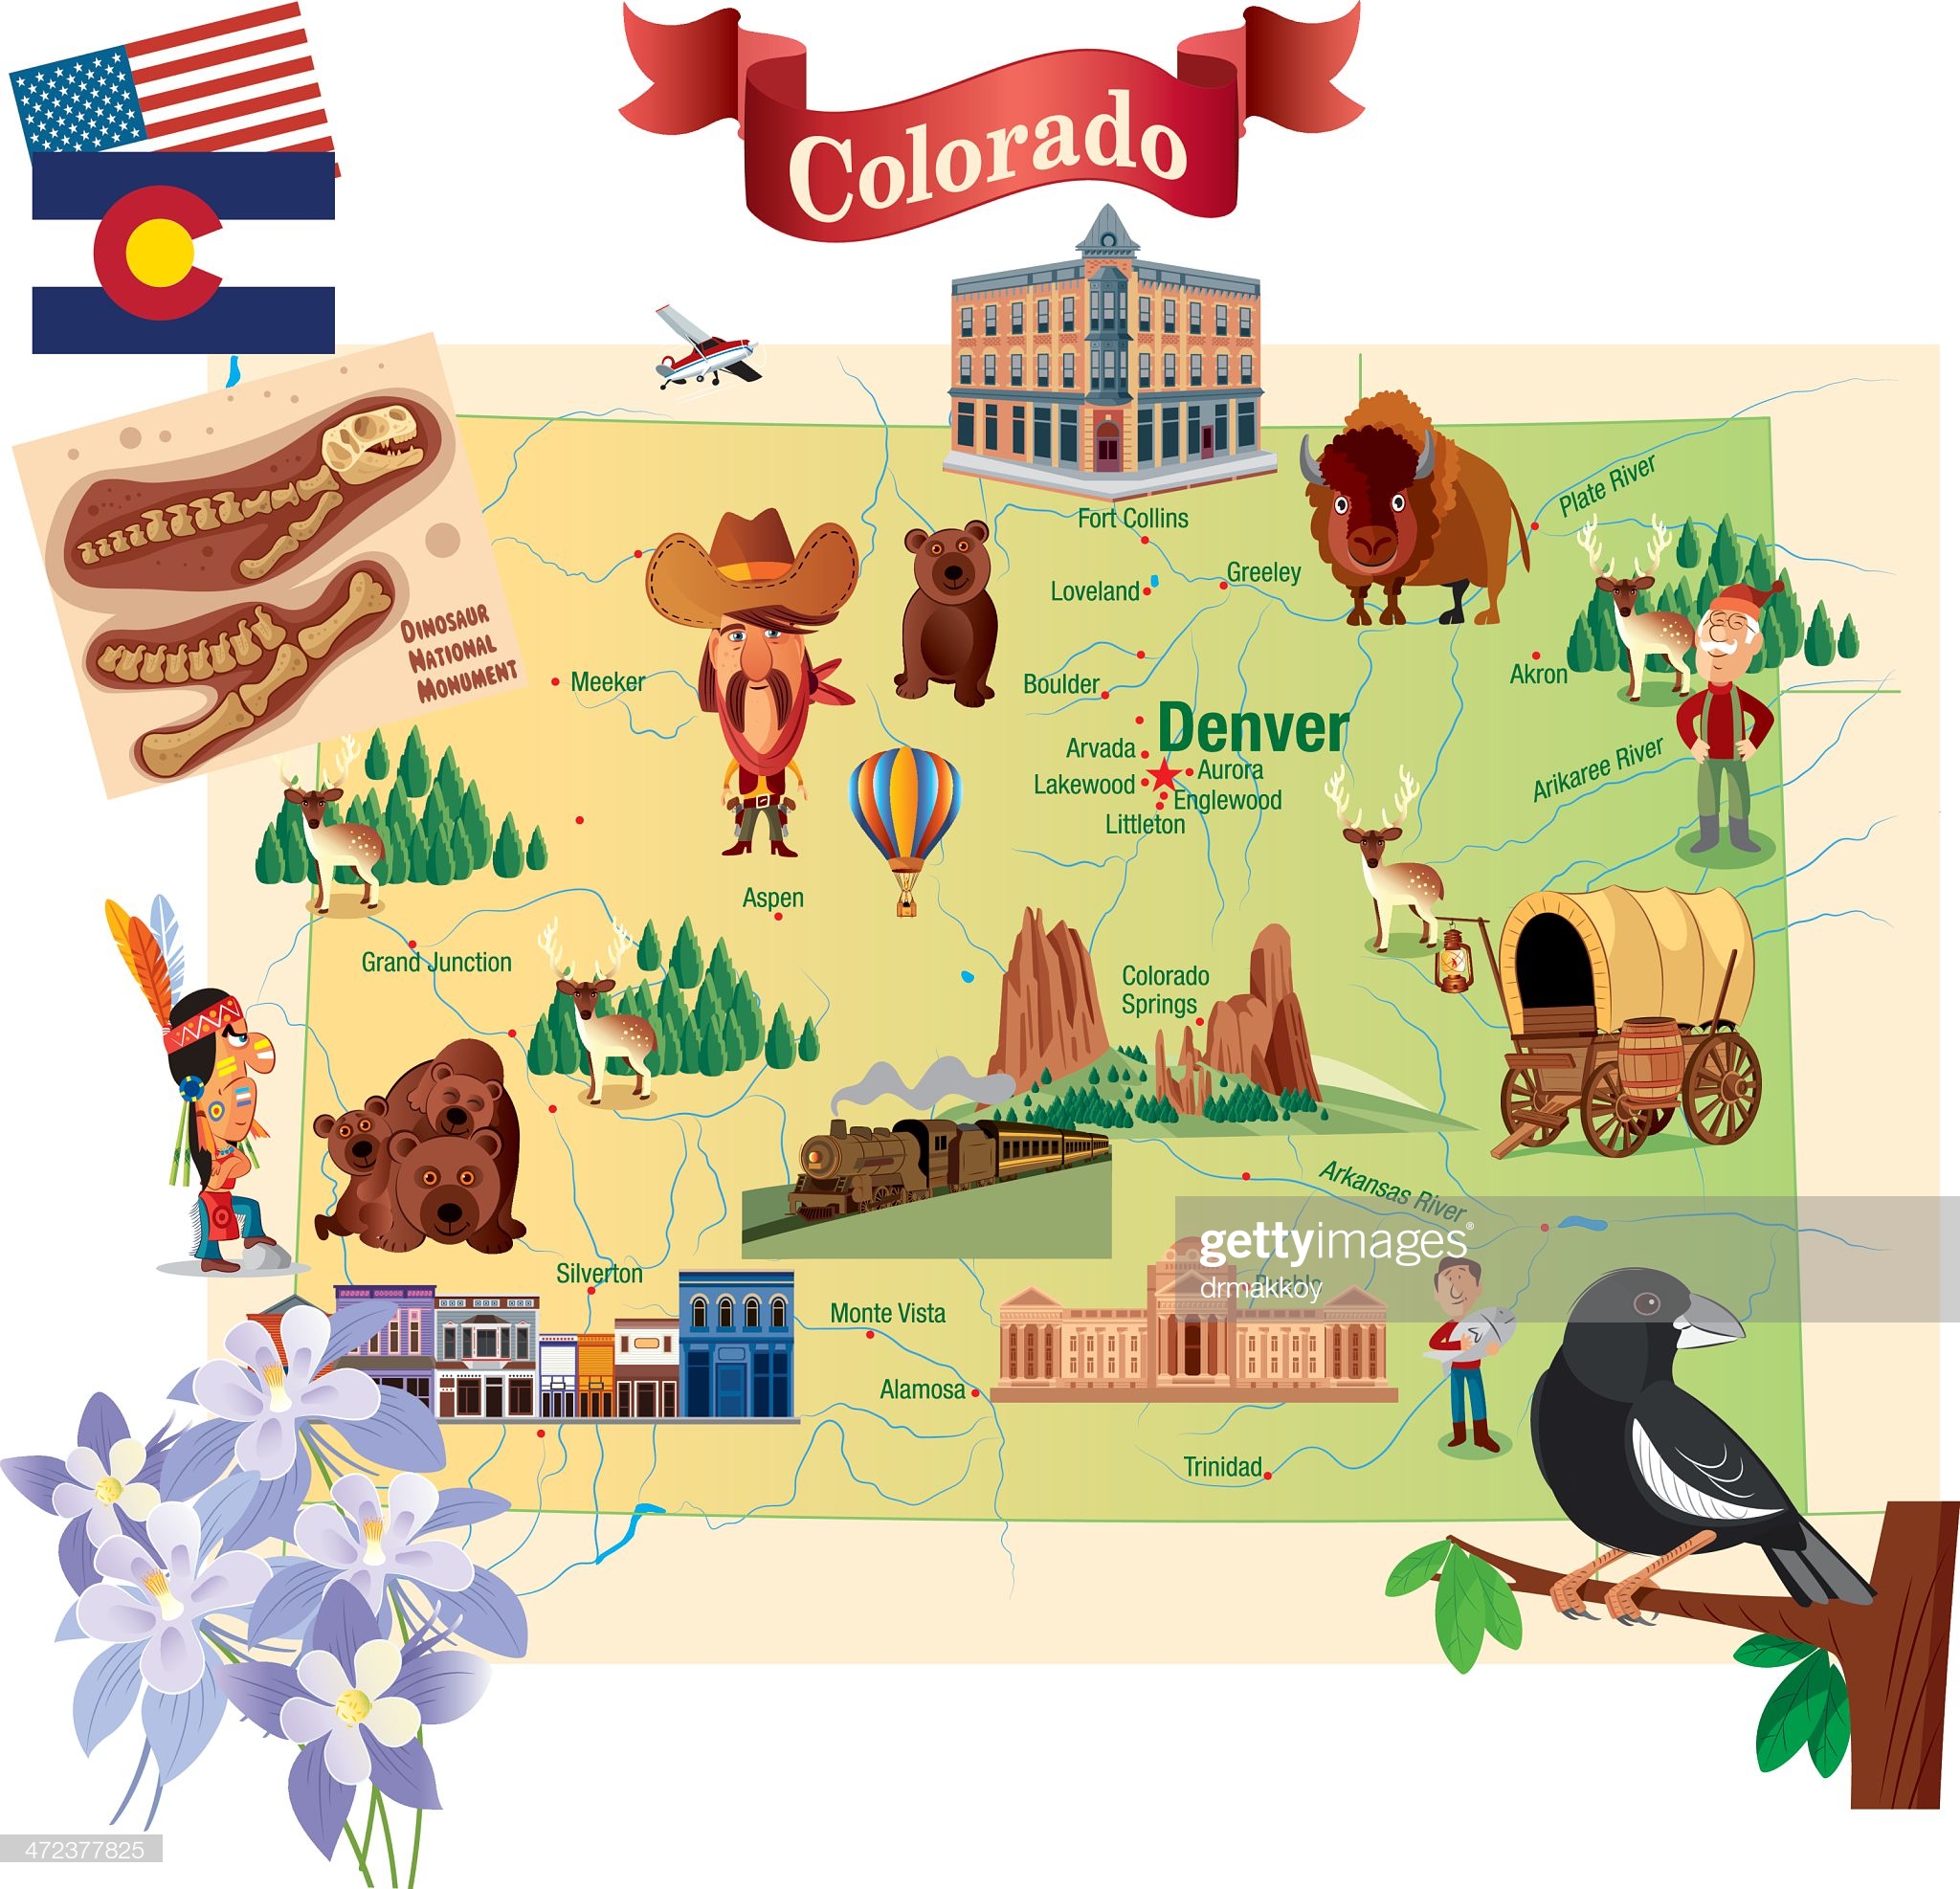 Colorado
Fort Collins
Plate River
Loveland
Greeley
DINOSAUR
NATIONAL
MONUMENT
Meeker
Boulder
Akron
Denver
Arvada
Aurora
Lakewood
Englewood
Littleton
Arikaree River
Aspen
Grand Junction
Colorado
Springs
Arkansas River
gettyimages®
drmakkoy
Pueblo
Silverton
Monte Vista
Alamosa
Trinidad
472377825